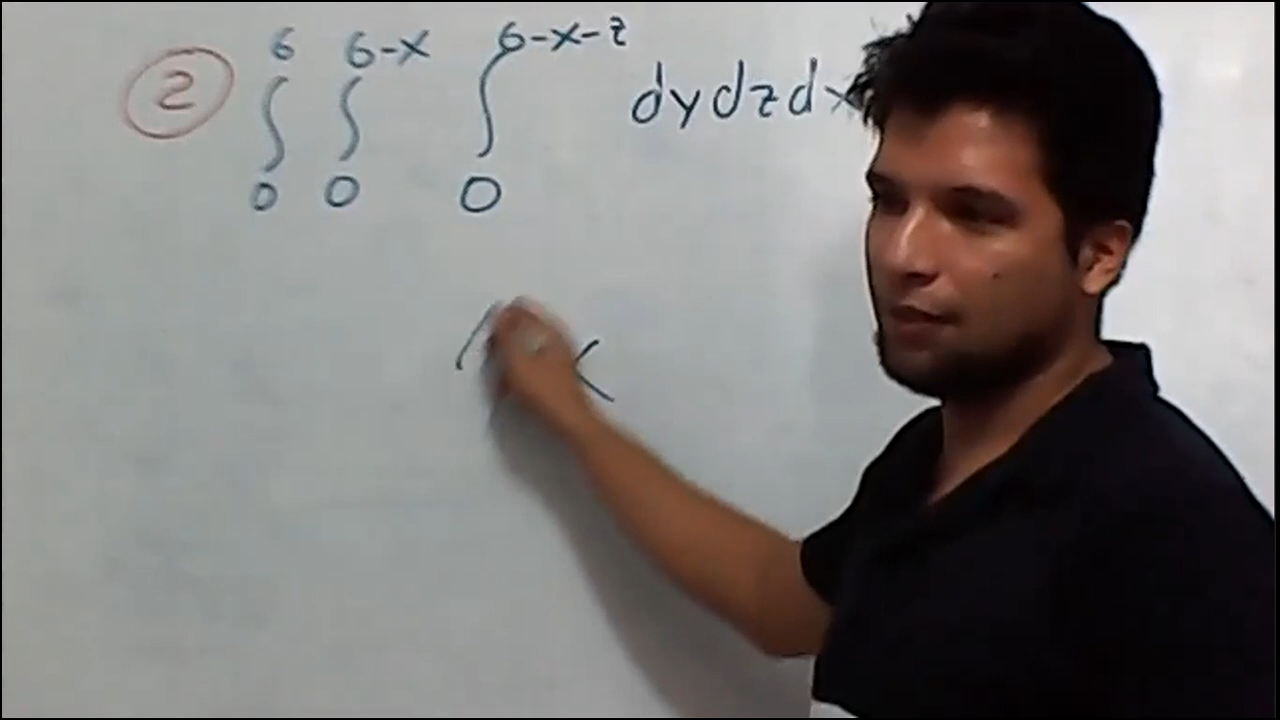 2 ∫ ∫ ∫ dydzdx
6 6-x 6-x-z
0 0 0